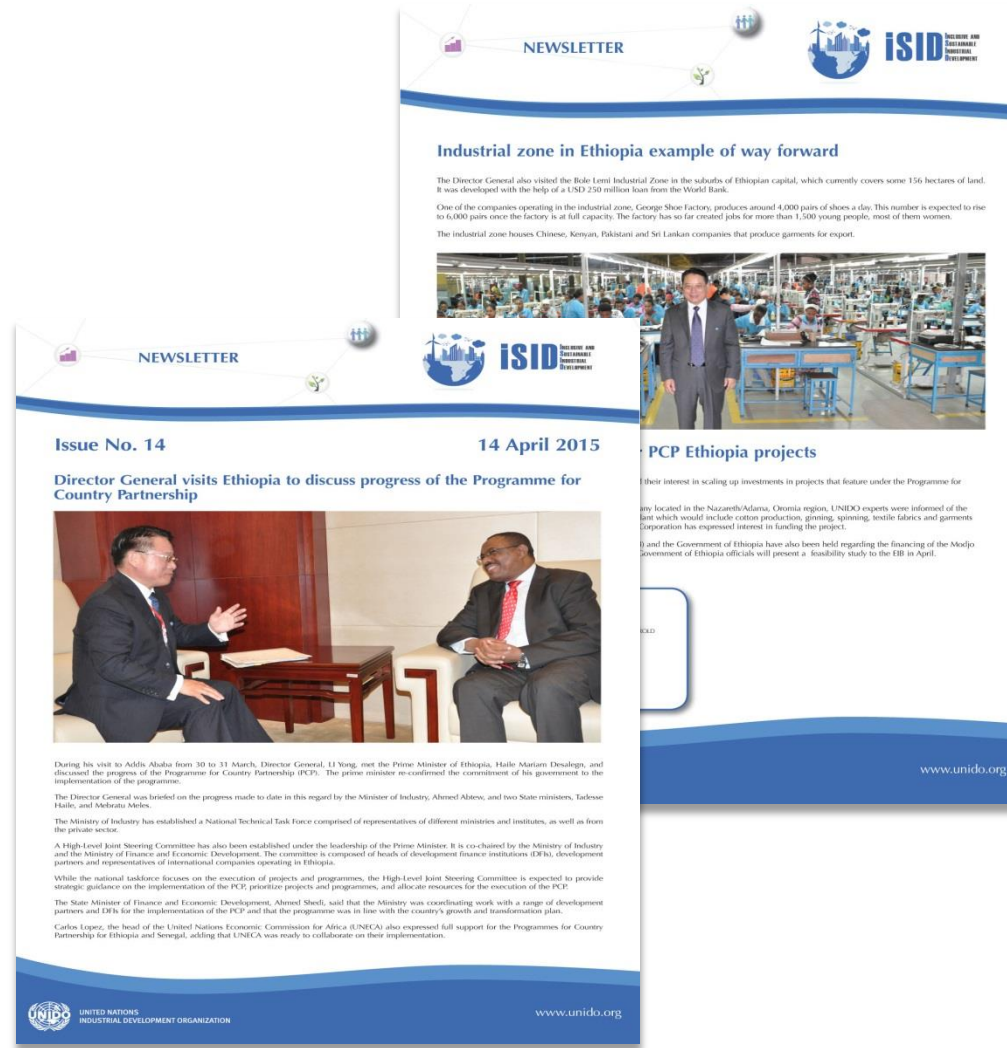 NEWSLETTER
iSID
INCLUSIVE AND
SUSTAINABLE
INDUSTRIAL
DEVELOPMENT
Industrial zone in Ethiopia example of way forward
The Director General also visited the Bole Lemi Industrial Zone in the suburbs of Ethiopian capital, which currently covers some 156 hectares of land.
It was developed with the help of a USD 250 million loan from the World Bank.
One of the companies operating in the industrial zone, George Shoe Factory, produces around 4,000 pairs of shoes a day. This number is expected to rise
to 6,000 pairs once the factory is at full capacity. The factory has so far created jobs for more than 1,500 young people, most of them women.
The industrial zone houses Chinese, Kenyan, Pakistani and Sri Lankan companies that produce garments for export.
PCP Ethiopia projects
their interest in scaling up investments in projects that feature under the Programme for
any located in the Nazareth/Adama, Oromia region, UNIDO experts were informed of the
lant which would include cotton production, ginning, spinning, textile fabrics and garments
Corporation has expressed interest in funding the project.
) and the Government of Ethiopia have also been held regarding the financing of the Modjo
Government of Ethiopia officials will present a feasibility study to the EIB in April.
www.unido.org
NEWSLETTER
iSID
INCLUSIVE AND
SUSTAINABLE
INDUSTRIAL
DEVELOPMENT
Issue No. 14
14 April 2015
Director General visits Ethiopia to discuss progress of the Programme for
Country Partnership
During his visit to Addis Ababa from 30 to 31 March, Director General, LI Yong, met the Prime Minister of Ethiopia, Haile Mariam Desalegn, and
discussed the progress of the Programme for Country Partnership (PCP). The prime minister re-confirmed the commitment of his government to the
implementation of the programme.
The Director General was briefed on the progress made to date in this regard by the Minister of Industry, Ahmed Abtew, and two State ministers, Tadesse
Haile, and Mebratu Meles.
The Ministry of Industry has established a National Technical Task Force comprised of representatives of different ministries and institutes, as well as from
the private sector.
A High-Level Joint Steering Committee has also been established under the leadership of the Prime Minister. It is co-chaired by the Ministry of Industry
and the Ministry of Finance and Economic Development. The committee is composed of heads of development finance institutions (DFIs), development
partners and representatives of international companies operating in Ethiopia.
While the national taskforce focuses on the execution of projects and programmes, the High-Level Joint Steering Committee is expected to provide
strategic guidance on the implementation of the PCP, prioritize projects and programmes, and allocate resources for the execution of the PCP.
The State Minister of Finance and Economic Development, Ahmed Shedi, said that the Ministry was coordinating work with a range of development
partners and DFIs for the implementation of the PCP and that the programme was in line with the country's growth and transformation plan.
Carlos Lopez, the head of the United Nations Economic Commission for Africa (UNECA) also expressed full support for the Programmes for Country
Partnership for Ethiopia and Senegal, adding that UNECA was ready to collaborate on their implementation.
UNIDO
UNITED NATIONS
INDUSTRIAL DEVELOPMENT ORGANIZATION
www.unido.org